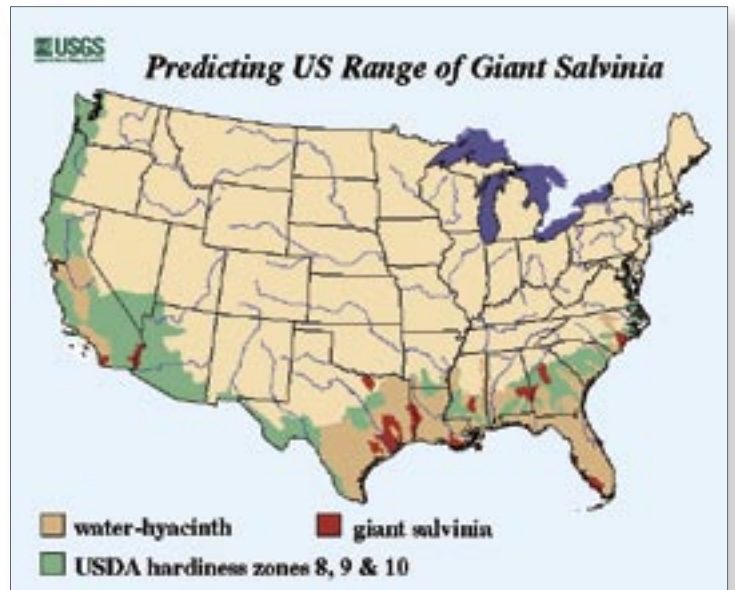 USGS
Predicting US Range of Giant Salvinia
water-hyacinth
giant salvinia
USDA hardiness zones 8, 9 & 10